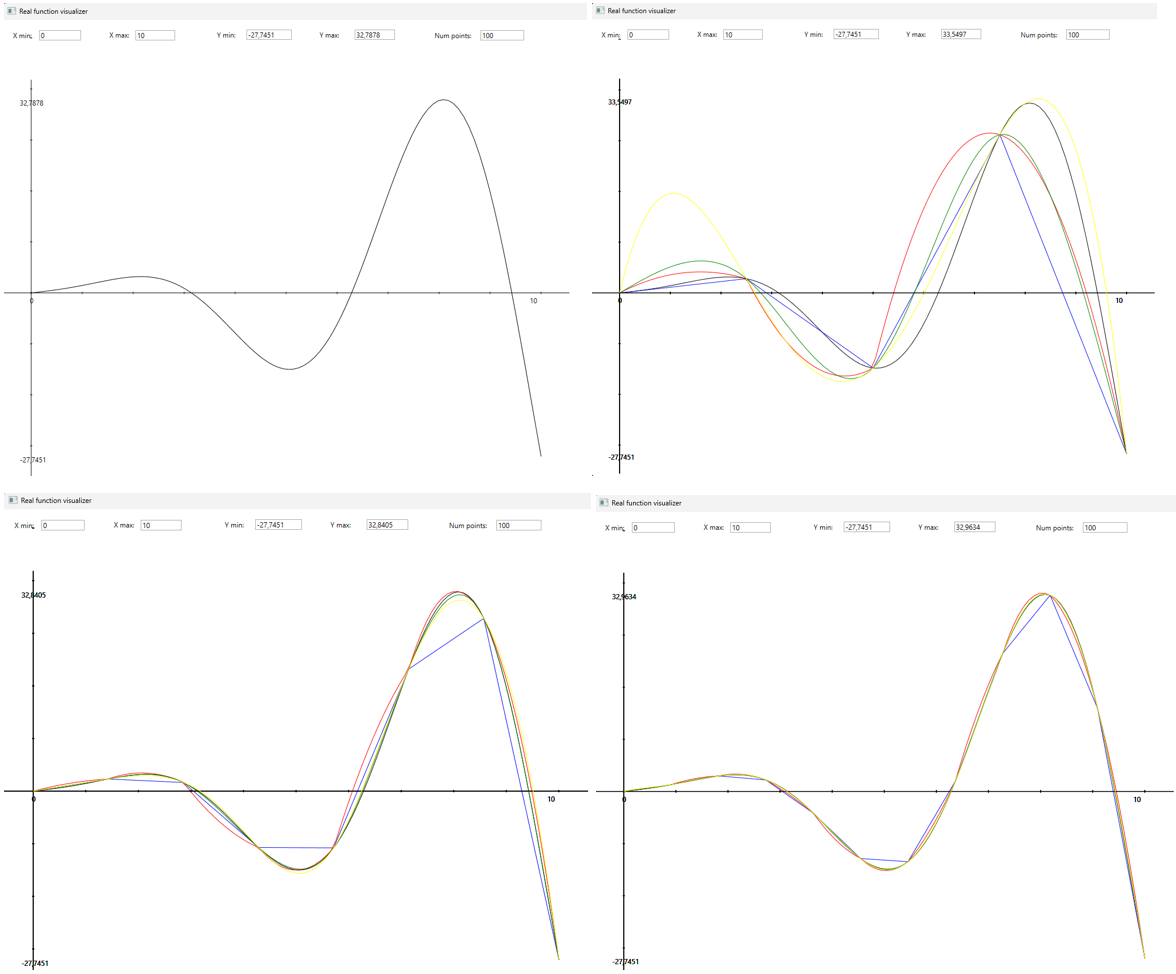 Real function visualizer
X min: 0 X max: 10 Y min: -27,7451 Y max: 32,7878 Num points: 100
32,7878
0 10
-27,7451
Real function visualizer
X min: 0 X max: 10 Y min: -27,7451 Y max: 33,5497 Num points: 100
33,5497
0 10
-27,7451
Real function visualizer
X min: 0 X max: 10 Y min: -27,7451 Y max: 32,8405 Num points: 100
32,8405
0 10
-27,7451
Real function visualizer
X min: 0 X max: 10 Y min: -27,7451 Y max: 32,9634 Num points: 100
32,9634
0 10
-27,7451